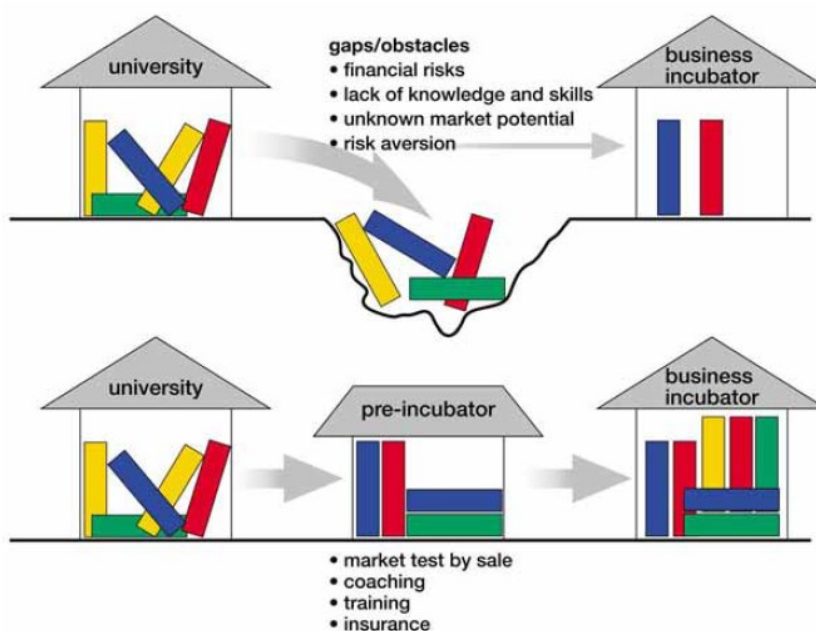 university
gaps/obstacles
• financial risks
• lack of knowledge and skills
• unknown market potential
• risk aversion
business
incubator
university
pre-incubator
business
incubator
• market test by sale
• coaching
• training
• insurance